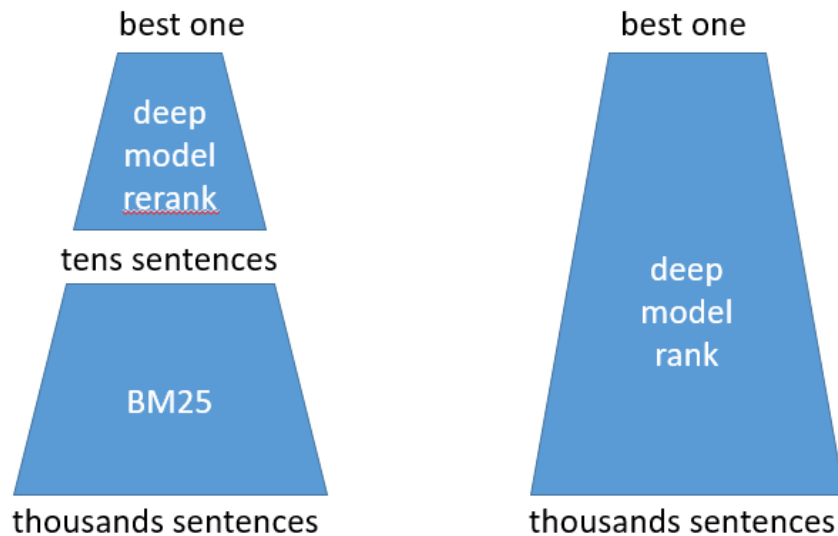 best one
deep
model
rerank
tens sentences
BM25
thousands sentences
best one
deep
model
rank
thousands sentences